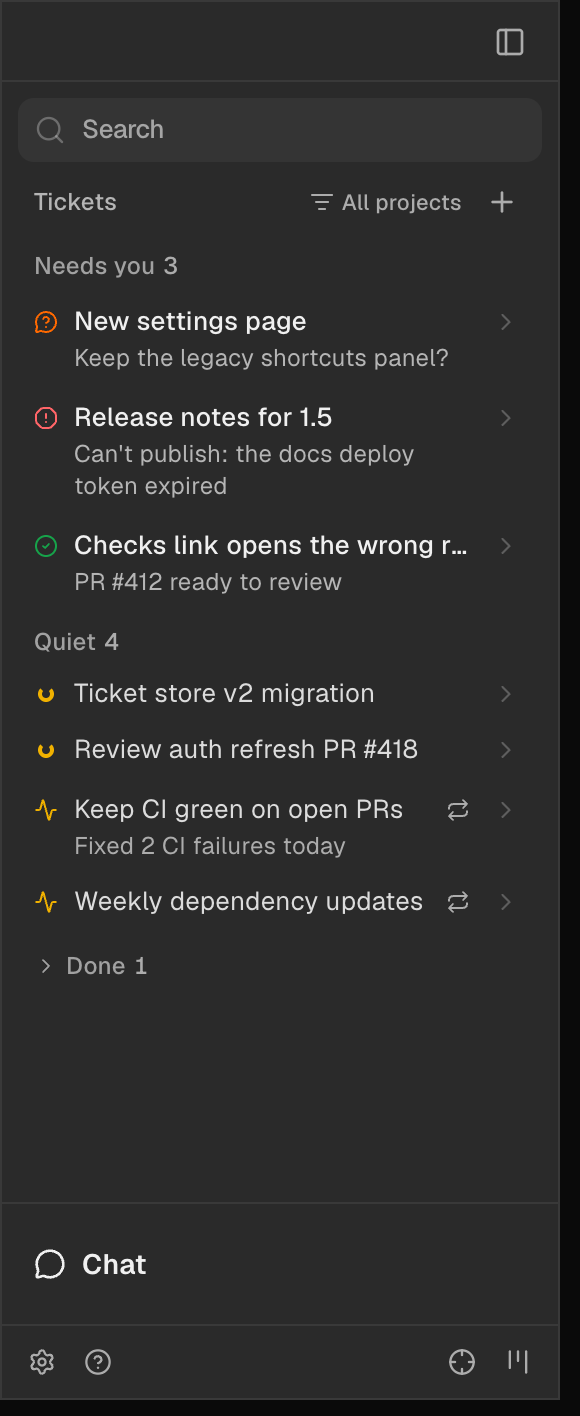 Search
Tickets
All projects
Needs you 3
New settings page
Keep the legacy shortcuts panel?
Release notes for 1.5
Can't publish: the docs deploy
token expired
Checks link opens the wrong r...
PR #412 ready to review
Quiet 4
Ticket store v2 migration
Review auth refresh PR #418
Keep CI green on open PRs
Fixed 2 CI failures today
Weekly dependency updates
Done 1
Chat